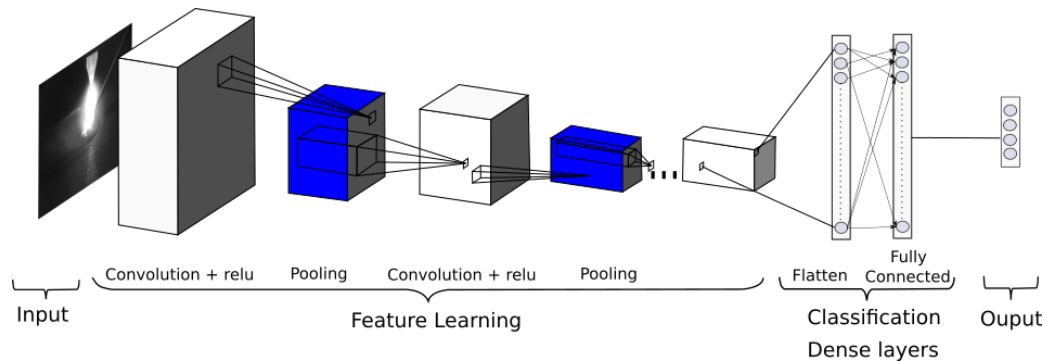 Convolution + relu
Pooling
Convolution + relu
Pooling
Flatten
Fully
Connected
Input
Feature Learning
Classification
Dense layers
Ouput